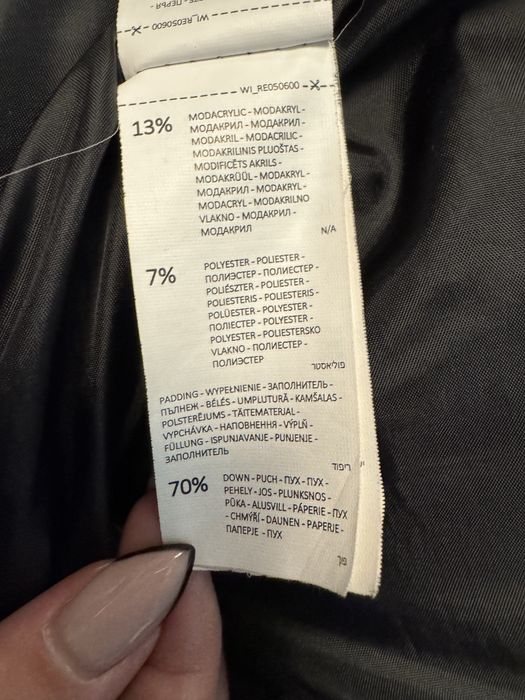 WI_RE050600
WI_RE050600
13%
MODACRYLIC - MODAKRYL -
МОДАКРИЛ - МОДАКРИЛ -
MODAKRIL - MODACRILIC -
MODAKRILINIS PLUOŠTAS -
MODIFICĒTS AKRILS -
MODAKRÜÜL - MODAKRYL -
МОДАКРИЛ - MODAKRYL -
MODACRYL - MODAKRILNO
VLAKNO - МОДАКРИЛ -
МОДАКРИЛ
N/A
7%
POLYESTER - POLIESTER -
ПОЛИЭСТЕР - ПОЛИЕСТЕР -
POLIÉSZTER - POLIESTER -
POLIESTERIS - POLIESTERIS -
POLÜESTER - POLYESTER -
ПОЛІЕСТЕР - POLYESTER -
POLYESTER - POLIESTERSKO
VLAKNO - ПОЛИЕСТЕР -
ПОЛИЭСТЕР
פוליאסטר
PADDING - WYPEŁNIENIE - ЗАПОЛНИТЕЛЬ -
ПЪЛНЕЖ - BÉLÉS - UMPLUTURĂ - KAMŠALAS -
POLSTERĒJUMS - TÄITEMATERJAL -
VYPCHÁVKA - НАПОВНЕННЯ - VÝPLŇ -
FÜLLUNG - ISPUNJAVANJE - PUNJENJE -
ЗАПОЛНИТЕЛЬ
ריפוד
70%
DOWN - PUCH - ПУХ - ПУХ -
PEHELY - JOS - PLUNKSNOS -
PŪKA - ALUSVILL - PÁPERIE - ПУХ
- CHMÝŘÍ - DAUNEN - PAPERJE -
ПАПЕРЈЕ - ПУХ
פוך